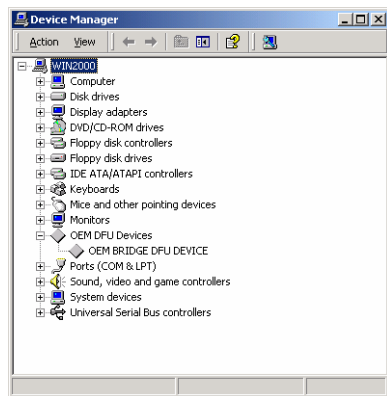 Device Manager
Action View
WIN2000
Computer
Disk drives
Display adapters
DVD/CD-ROM drives
Floppy disk controllers
Floppy disk drives
IDE ATA/ATAPI controllers
Keyboards
Mice and other pointing devices
Monitors
OEM DFU Devices
OEM BRIDGE DFU DEVICE
Ports (COM & LPT)
Sound, video and game controllers
System devices
Universal Serial Bus controllers